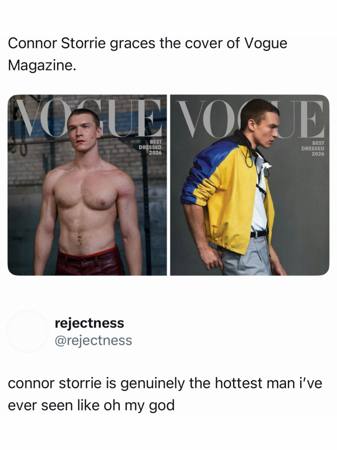 Connor Storrie graces the cover of Vogue
Magazine.
VOGUE
BEST
DRESSED
2026
VOGUE
BEST
DRESSED
2026
rejectness
@rejectness
connor storrie is genuinely the hottest man i've
ever seen like oh my god